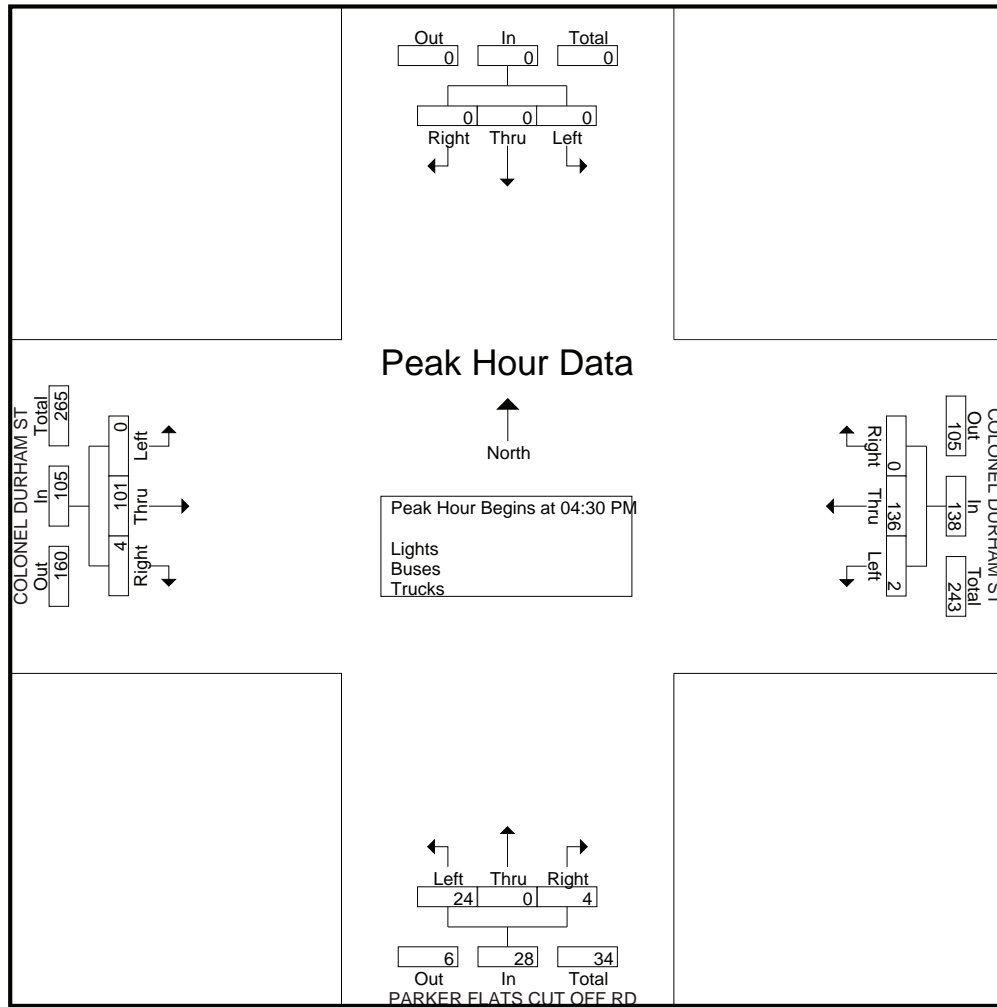 Out In Total
0 0 0
0 0 0
Right Thru Left
Peak Hour Data
North
Peak Hour Begins at 04:30 PM
Lights
Buses
Trucks
COLONEL DURHAM ST
Out In Total
160 105 265
4 101 0
Right Thru Left
COLONEL DURHAM ST
Out In Total
105 138 243
0 136 2
Right Thru Left
Left Thru Right
24 0 4
6 28 34
Out In Total
PARKER FLATS CUT OFF RD